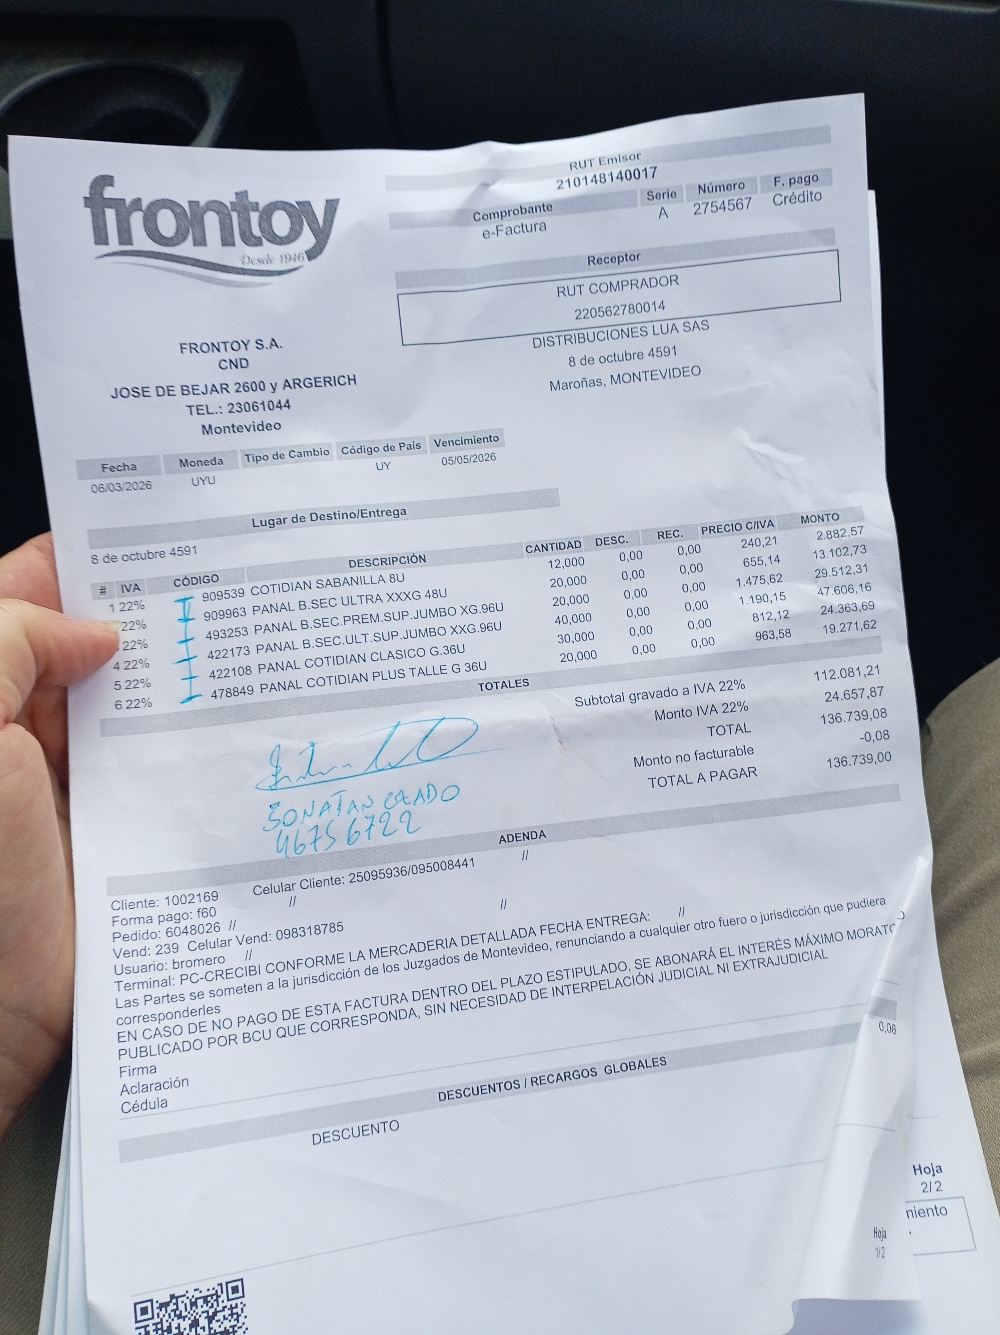 frontoy
Desde 1946
RUT Emisor
210148140017
Comprobante Serie Número F. pago
e-Factura A 2754567 Crédito
Receptor
RUT COMPRADOR
220562780014
DISTRIBUCIONES LUA SAS
8 de octubre 4591
Maroñas, MONTEVIDEO
FRONTOY S.A.
CND
JOSE DE BEJAR 2600 y ARGERICH
TEL.: 23061044
Montevideo
Fecha Moneda Tipo de Cambio Código de País Vencimiento
06/03/2026 UYU UY 05/05/2026
Lugar de Destino/Entrega
8 de octubre 4591
# IVA CÓDIGO DESCRIPCIÓN CANTIDAD DESC. REC. PRECIO C/IVA MONTO
1 22% 909539 COTIDIAN SABANILLA 8U 12,000 0,00 0,00 240,21 2.882,57
22% 909963 PANAL B.SEC ULTRA XXXG 48U 20,000 0,00 0,00 655,14 13.102,73
22% 493253 PANAL B.SEC.PREM.SUP.JUMBO XG.96U 20,000 0,00 0,00 1.475,62 29.512,31
4 22% 422173 PANAL B.SEC.ULT.SUP.JUMBO XXG.96U 40,000 0,00 0,00 1.190,15 47.606,16
5 22% 422108 PANAL COTIDIAN CLASICO G.36U 30,000 0,00 0,00 812,12 24.363,69
6 22% 478849 PANAL COTIDIAN PLUS TALLE G 36U 20,000 0,00 0,00 963,58 19.271,62
TOTALES
Subtotal gravado a IVA 22% 112.081,21
Monto IVA 22% 24.657,87
TOTAL 136.739,08
Monto no facturable -0,08
TOTAL A PAGAR 136.739,00
46756722
ADENDA
Cliente: 1002169 Celular Cliente: 25095936/095008441 //
Forma pago: f60 //
Pedido: 6048026 // //
Vend: 239 Celular Vend: 098318785
Usuario: bromero //
Terminal: PC-CRECIBI CONFORME LA MERCADERIA DETALLADA FECHA ENTREGA: //
Las Partes se someten a la jurisdicción de los Juzgados de Montevideo, renunciando a cualquier otro fuero o jurisdicción que pudiera
corresponderles
EN CASO DE NO PAGO DE ESTA FACTURA DENTRO DEL PLAZO ESTIPULADO, SE ABONARÁ EL INTERÉS MÁXIMO MORATO
PUBLICADO POR BCU QUE CORRESPONDA, SIN NECESIDAD DE INTERPELACIÓN JUDICIAL NI EXTRAJUDICIAL
Firma
Aclaración
Cédula
0,08
DESCUENTOS / RECARGOS GLOBALES
DESCUENTO
Hoja
2/2
niento
Hoja
1/2